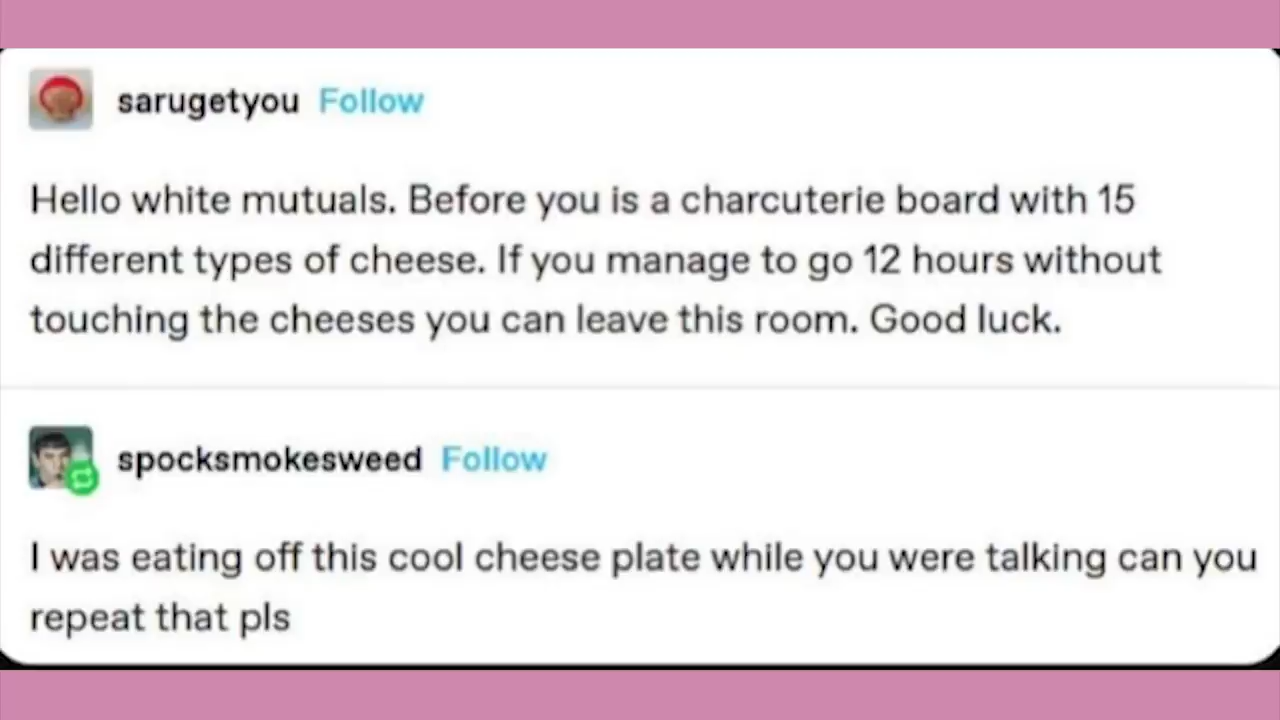 sarugetyou Follow
Hello white mutuals. Before you is a charcuterie board with 15
different types of cheese. If you manage to go 12 hours without
touching the cheeses you can leave this room. Good luck.
spocksmokesweed Follow
I was eating off this cool cheese plate while you were talking can you
repeat that pls